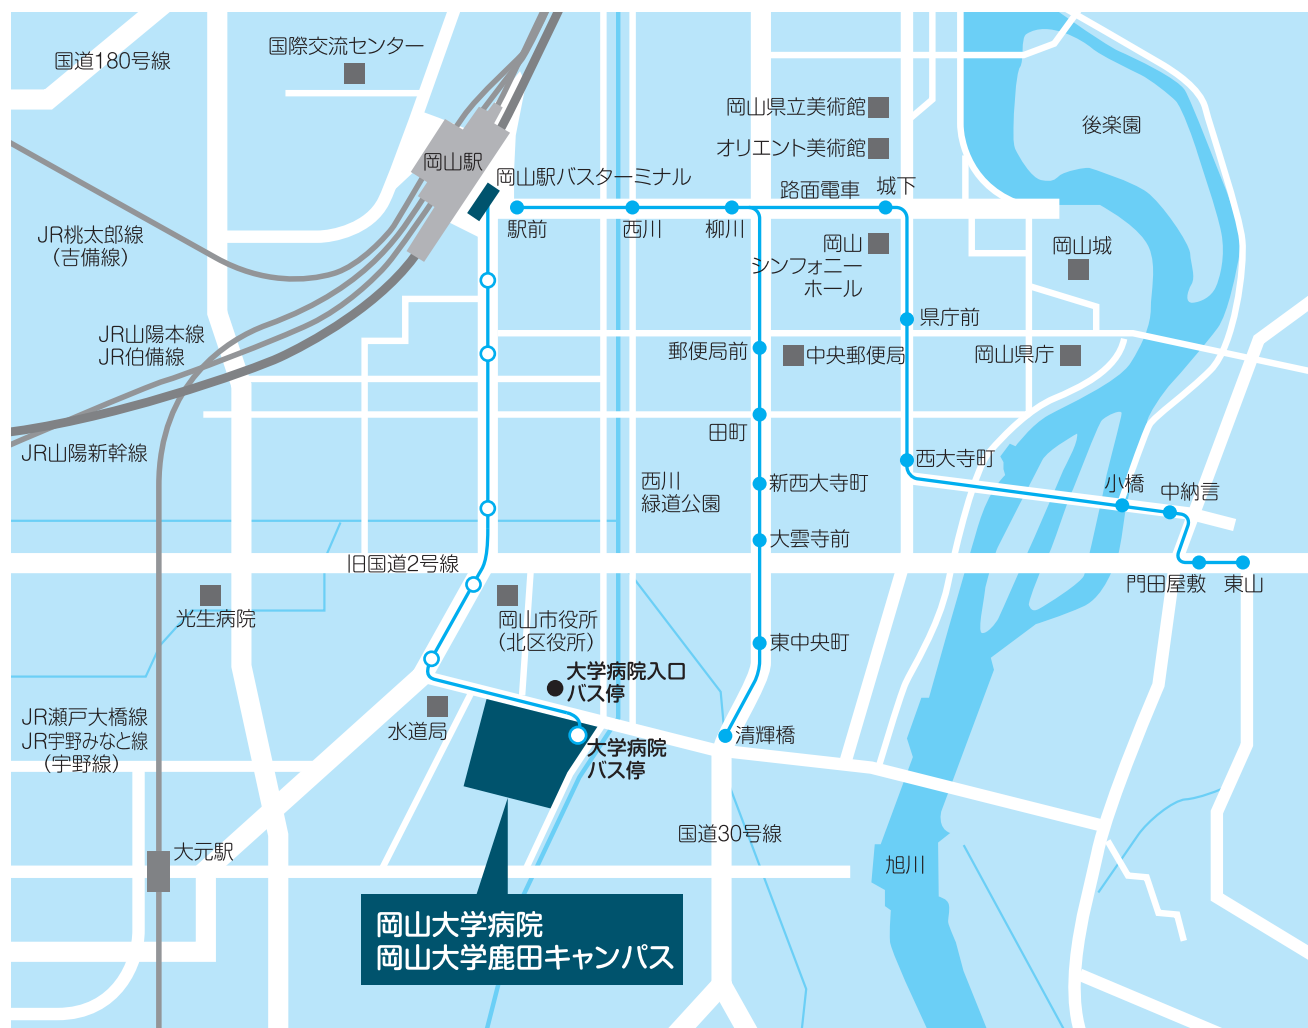 国道180号線
国際交流センター
岡山駅
岡山駅バスターミナル
岡山県立美術館
オリエント美術館
後楽園
路面電車
城下
駅前
西川
柳川
岡山
シンフォニー
ホール
岡山城
JR桃太郎線
（吉備線）
JR山陽本線
JR伯備線
県庁前
郵便局前
中央郵便局
岡山県庁
田町
JR山陽新幹線
西川
緑道公園
新西大寺町
西大寺町
小橋
中納言
大雲寺前
旧国道2号線
門田屋敷
東山
光生病院
岡山市役所
（北区役所）
東中央町
大学病院入口
バス停
JR瀬戸大橋線
JR宇野みなと線
（宇野線）
水道局
大学病院
バス停
清輝橋
国道30号線
大元駅
旭川
岡山大学病院
岡山大学鹿田キャンパス